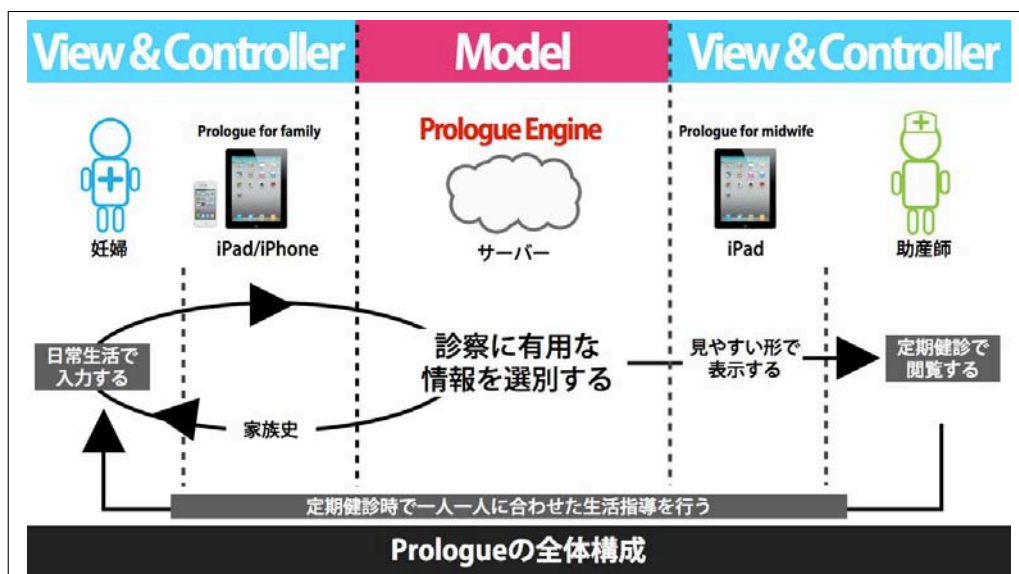 View & Controller
Model
View & Controller
Prologue for family
Prologue Engine
Prologue for midwife
妊婦
iPad/iPhone
サーバー
iPad
助産師
日常生活で
入力する
診察に有用な
情報を選別する
見やすい形で
表示する
定期健診で
閲覧する
家族史
定期健診時で一人一人に合わせた生活指導を行う
Prologueの全体構成